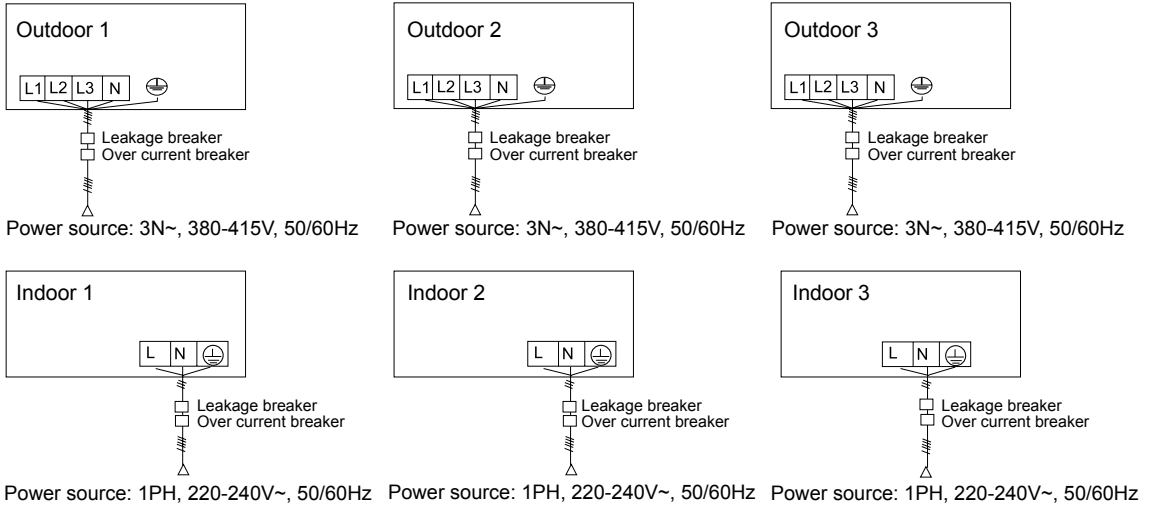 Outdoor 1
L1 L2 L3 N
Leakage breaker
Over current breaker
Power source: 3N~, 380-415V, 50/60Hz
Outdoor 2
L1 L2 L3 N
Leakage breaker
Over current breaker
Power source: 3N~, 380-415V, 50/60Hz
Outdoor 3
L1 L2 L3 N
Leakage breaker
Over current breaker
Power source: 3N~, 380-415V, 50/60Hz
Indoor 1
L N
Leakage breaker
Over current breaker
Power source: 1PH, 220-240V~, 50/60Hz
Indoor 2
L N
Leakage breaker
Over current breaker
Power source: 1PH, 220-240V~, 50/60Hz
Indoor 3
L N
Leakage breaker
Over current breaker
Power source: 1PH, 220-240V~, 50/60Hz